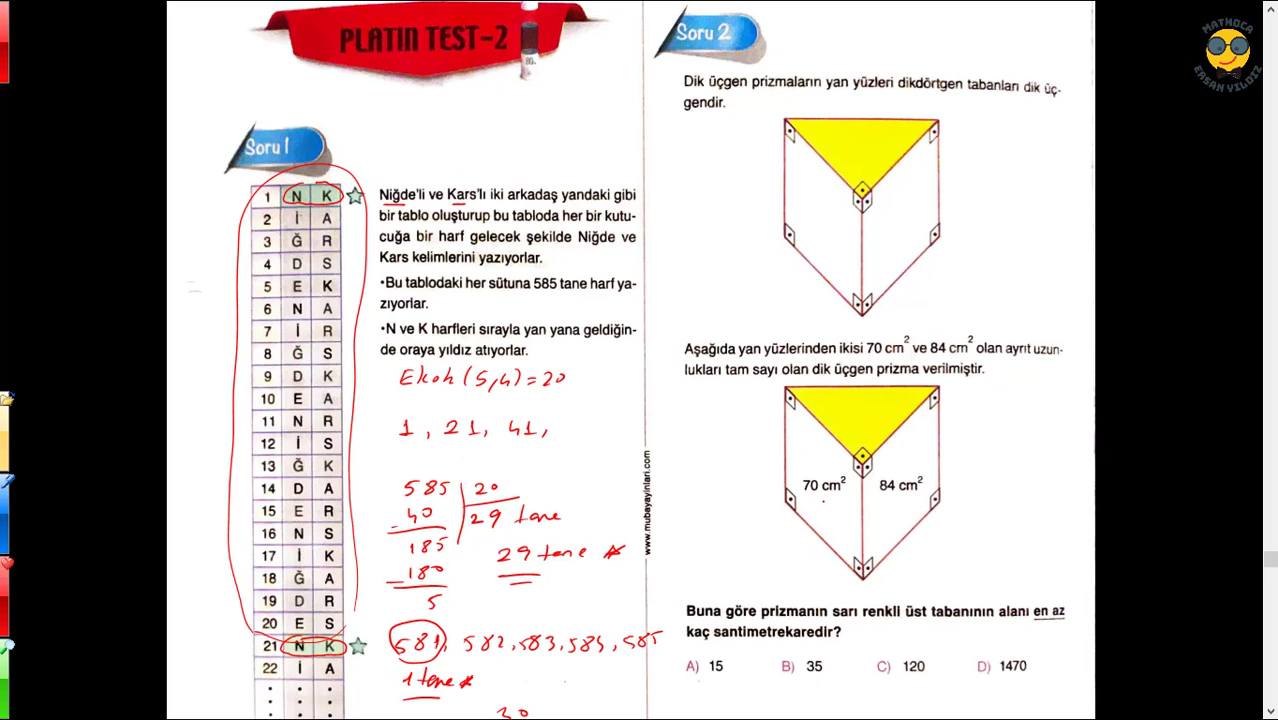 PLATIN TEST-2
Soru 1
1 N K
2 İ A
3 Ğ R
4 D S
5 E K
6 N A
7 İ R
8 Ğ S
9 D K
10 E A
11 N R
12 İ S
13 Ğ K
14 D A
15 E R
16 N S
17 İ K
18 Ğ A
19 D R
20 E S
21 N K
22 İ A
Niğde'li ve Kars'lı iki arkadaş yandaki gibi
bir tablo oluşturup bu tabloda her bir kutu-
cuğa bir harf gelecek şekilde Niğde ve
Kars kelimlerini yazıyorlar.
•Bu tablodaki her sütuna 585 tane harf ya-
zıyorlar.
•N ve K harfleri sırayla yan yana geldiğin-
de oraya yıldız atıyorlar.
Ekok (5,4) = 20
1, 21, 41,
585 20
- 40 29 tane
185
- 180
5
29 tane *
581, 582, 583, 584, 585
1 tane *
30
www.mubayayinlari.com
Soru 2
Dik üçgen prizmaların yan yüzleri dikdörtgen tabanları dik üç-
gendir.
Aşağıda yan yüzlerinden ikisi 70 cm² ve 84 cm² olan ayrıt uzun-
lukları tam sayı olan dik üçgen prizma verilmiştir.
70 cm² 84 cm²
Buna göre prizmanın sarı renkli üst tabanının alanı en az
kaç santimetrekaredir?
A) 15 B) 35 C) 120 D) 1470
MATHOCA
ERSAN YILDIZ